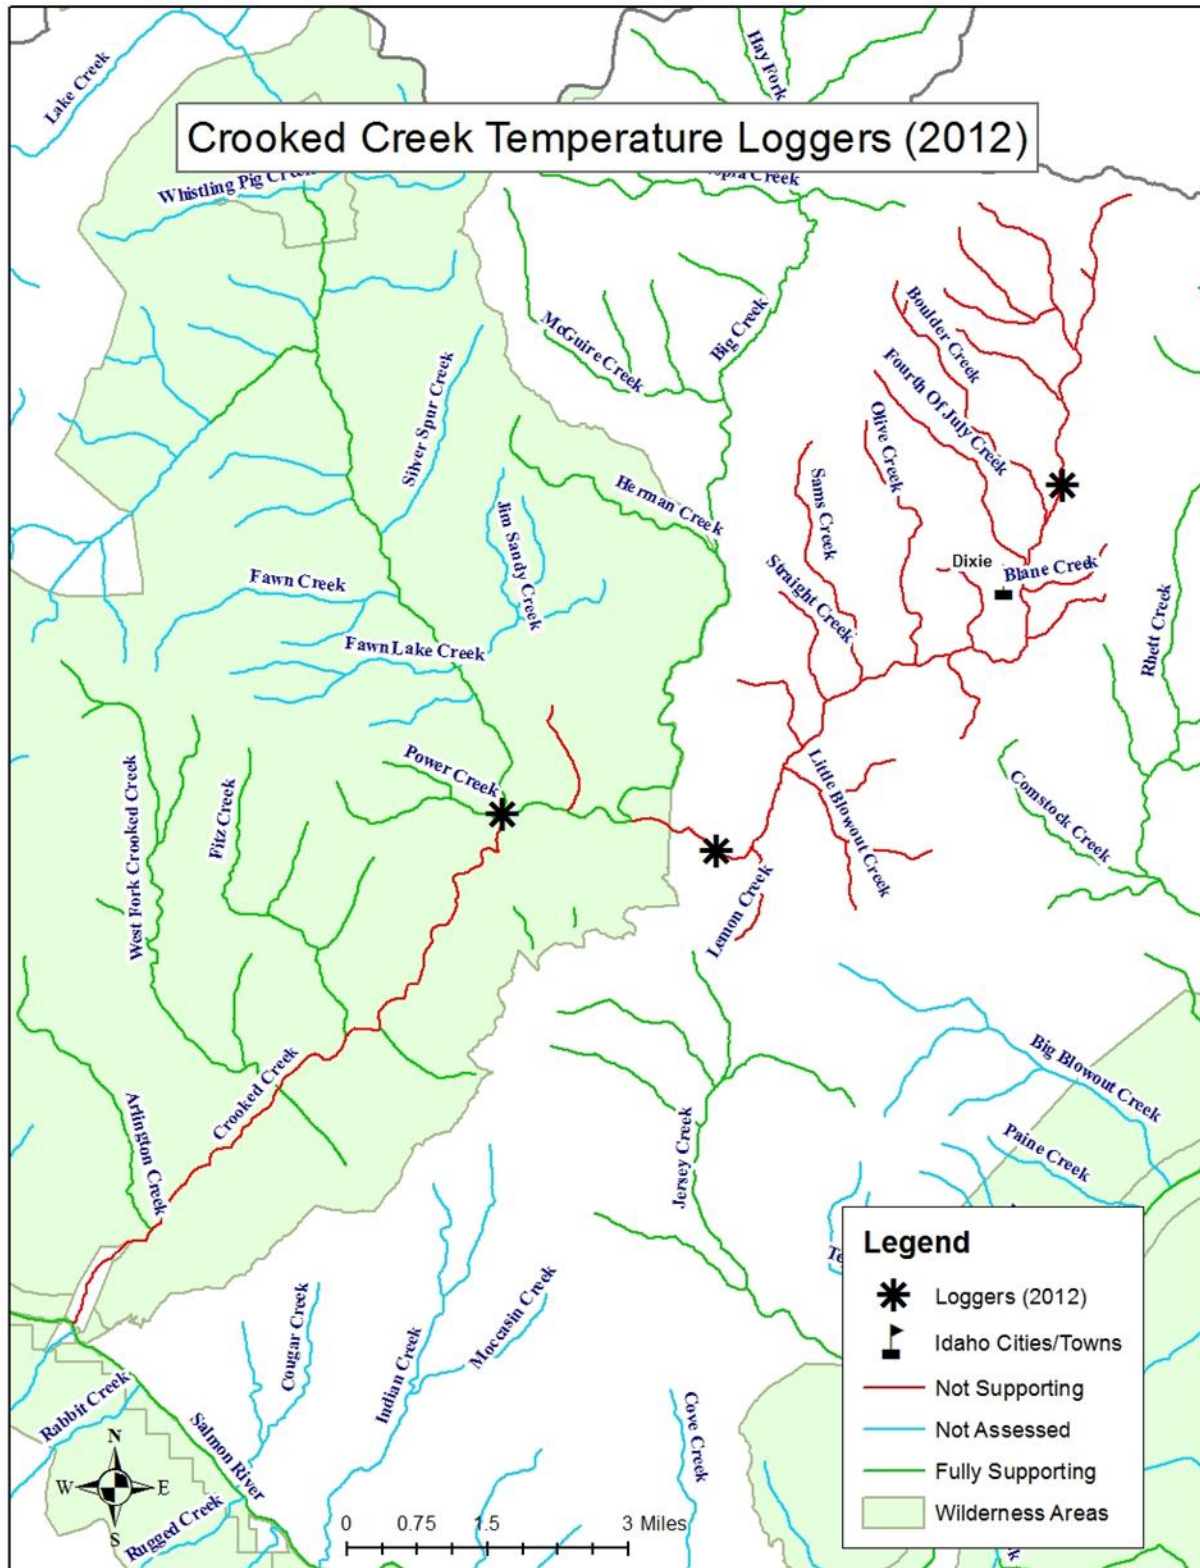 Hay Fork
Lake Creek
Crooked Creek Temperature Loggers (2012)
Whistling Pig Creek
Creek
Boulder Creek
McGuire Creek
Big Creek
Fourth Of July Creek
Silver Spur Creek
Olive Creek
Sams Creek
Herman Creek
Jim Sandy Creek
Dixie
Blane Creek
Fawn Creek
Straight Creek
Rhett Creek
Fawn Lake Creek
Power Creek
Little Blowout Creek
West Fork Crooked Creek
Fitz Creek
Comstock Creek
Lemon Creek
Big Blowout Creek
Crooked Creek
Arlington Creek
Jersey Creek
Paine Creek
Te
Legend
Loggers (2012)
Idaho Cities/Towns
Not Supporting
Not Assessed
Fully Supporting
Wilderness Areas
Cougar Creek
Moccasin Creek
Indian Creek
Rabbit Creek
Salmon River
Cove Creek
N
W E
S
Rugged Creek
0 0.75 1.5 3 Miles